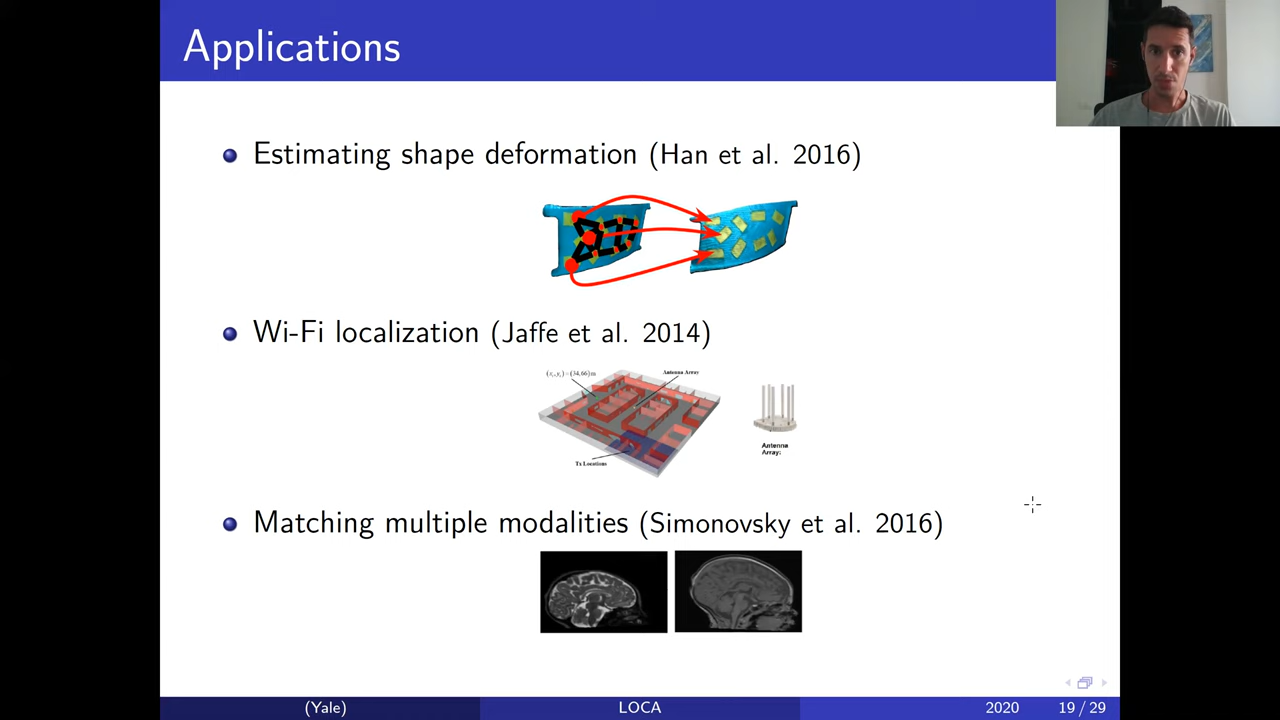 Applications
Estimating shape deformation (Han et al. 2016)
Wi-Fi localization (Jaffe et al. 2014)
Antenna Array
Tx Locations
Antenna
Array:
Matching multiple modalities (Simonovsky et al. 2016)
(Yale) LOCA 2020 19 / 29